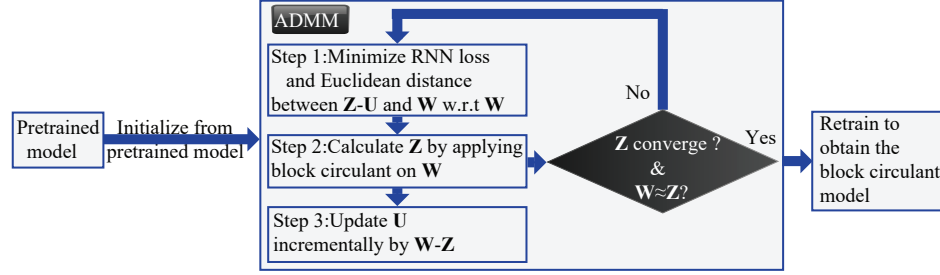 Pretrained
model
Initialize from
pretrained model
ADMM
Step 1:Minimize RNN loss
and Euclidean distance
between Z-U and W w.r.t W
Step 2:Calculate Z by applying
block circulant on W
Step 3:Update U
incrementally by W-Z
No
Z converge ?
&
W≈Z?
Yes
Retrain to
obtain the
block circulant
model